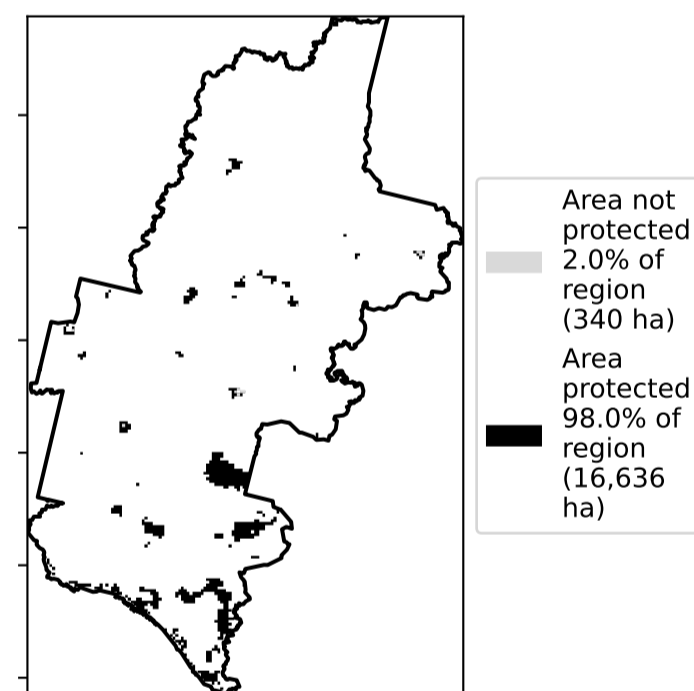 Area not
protected
2.0% of
region
(340 ha)
Area
protected
98.0% of
region
(16,636
ha)